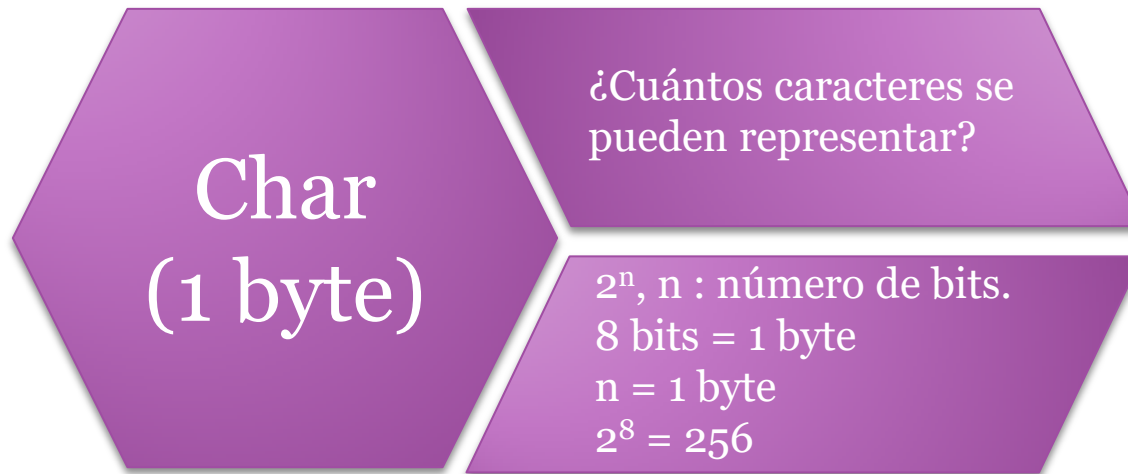 Char
(1 byte)
¿Cuántos caracteres se
pueden representar?
2ⁿ, n : número de bits.
8 bits = 1 byte
n = 1 byte
2⁸ = 256